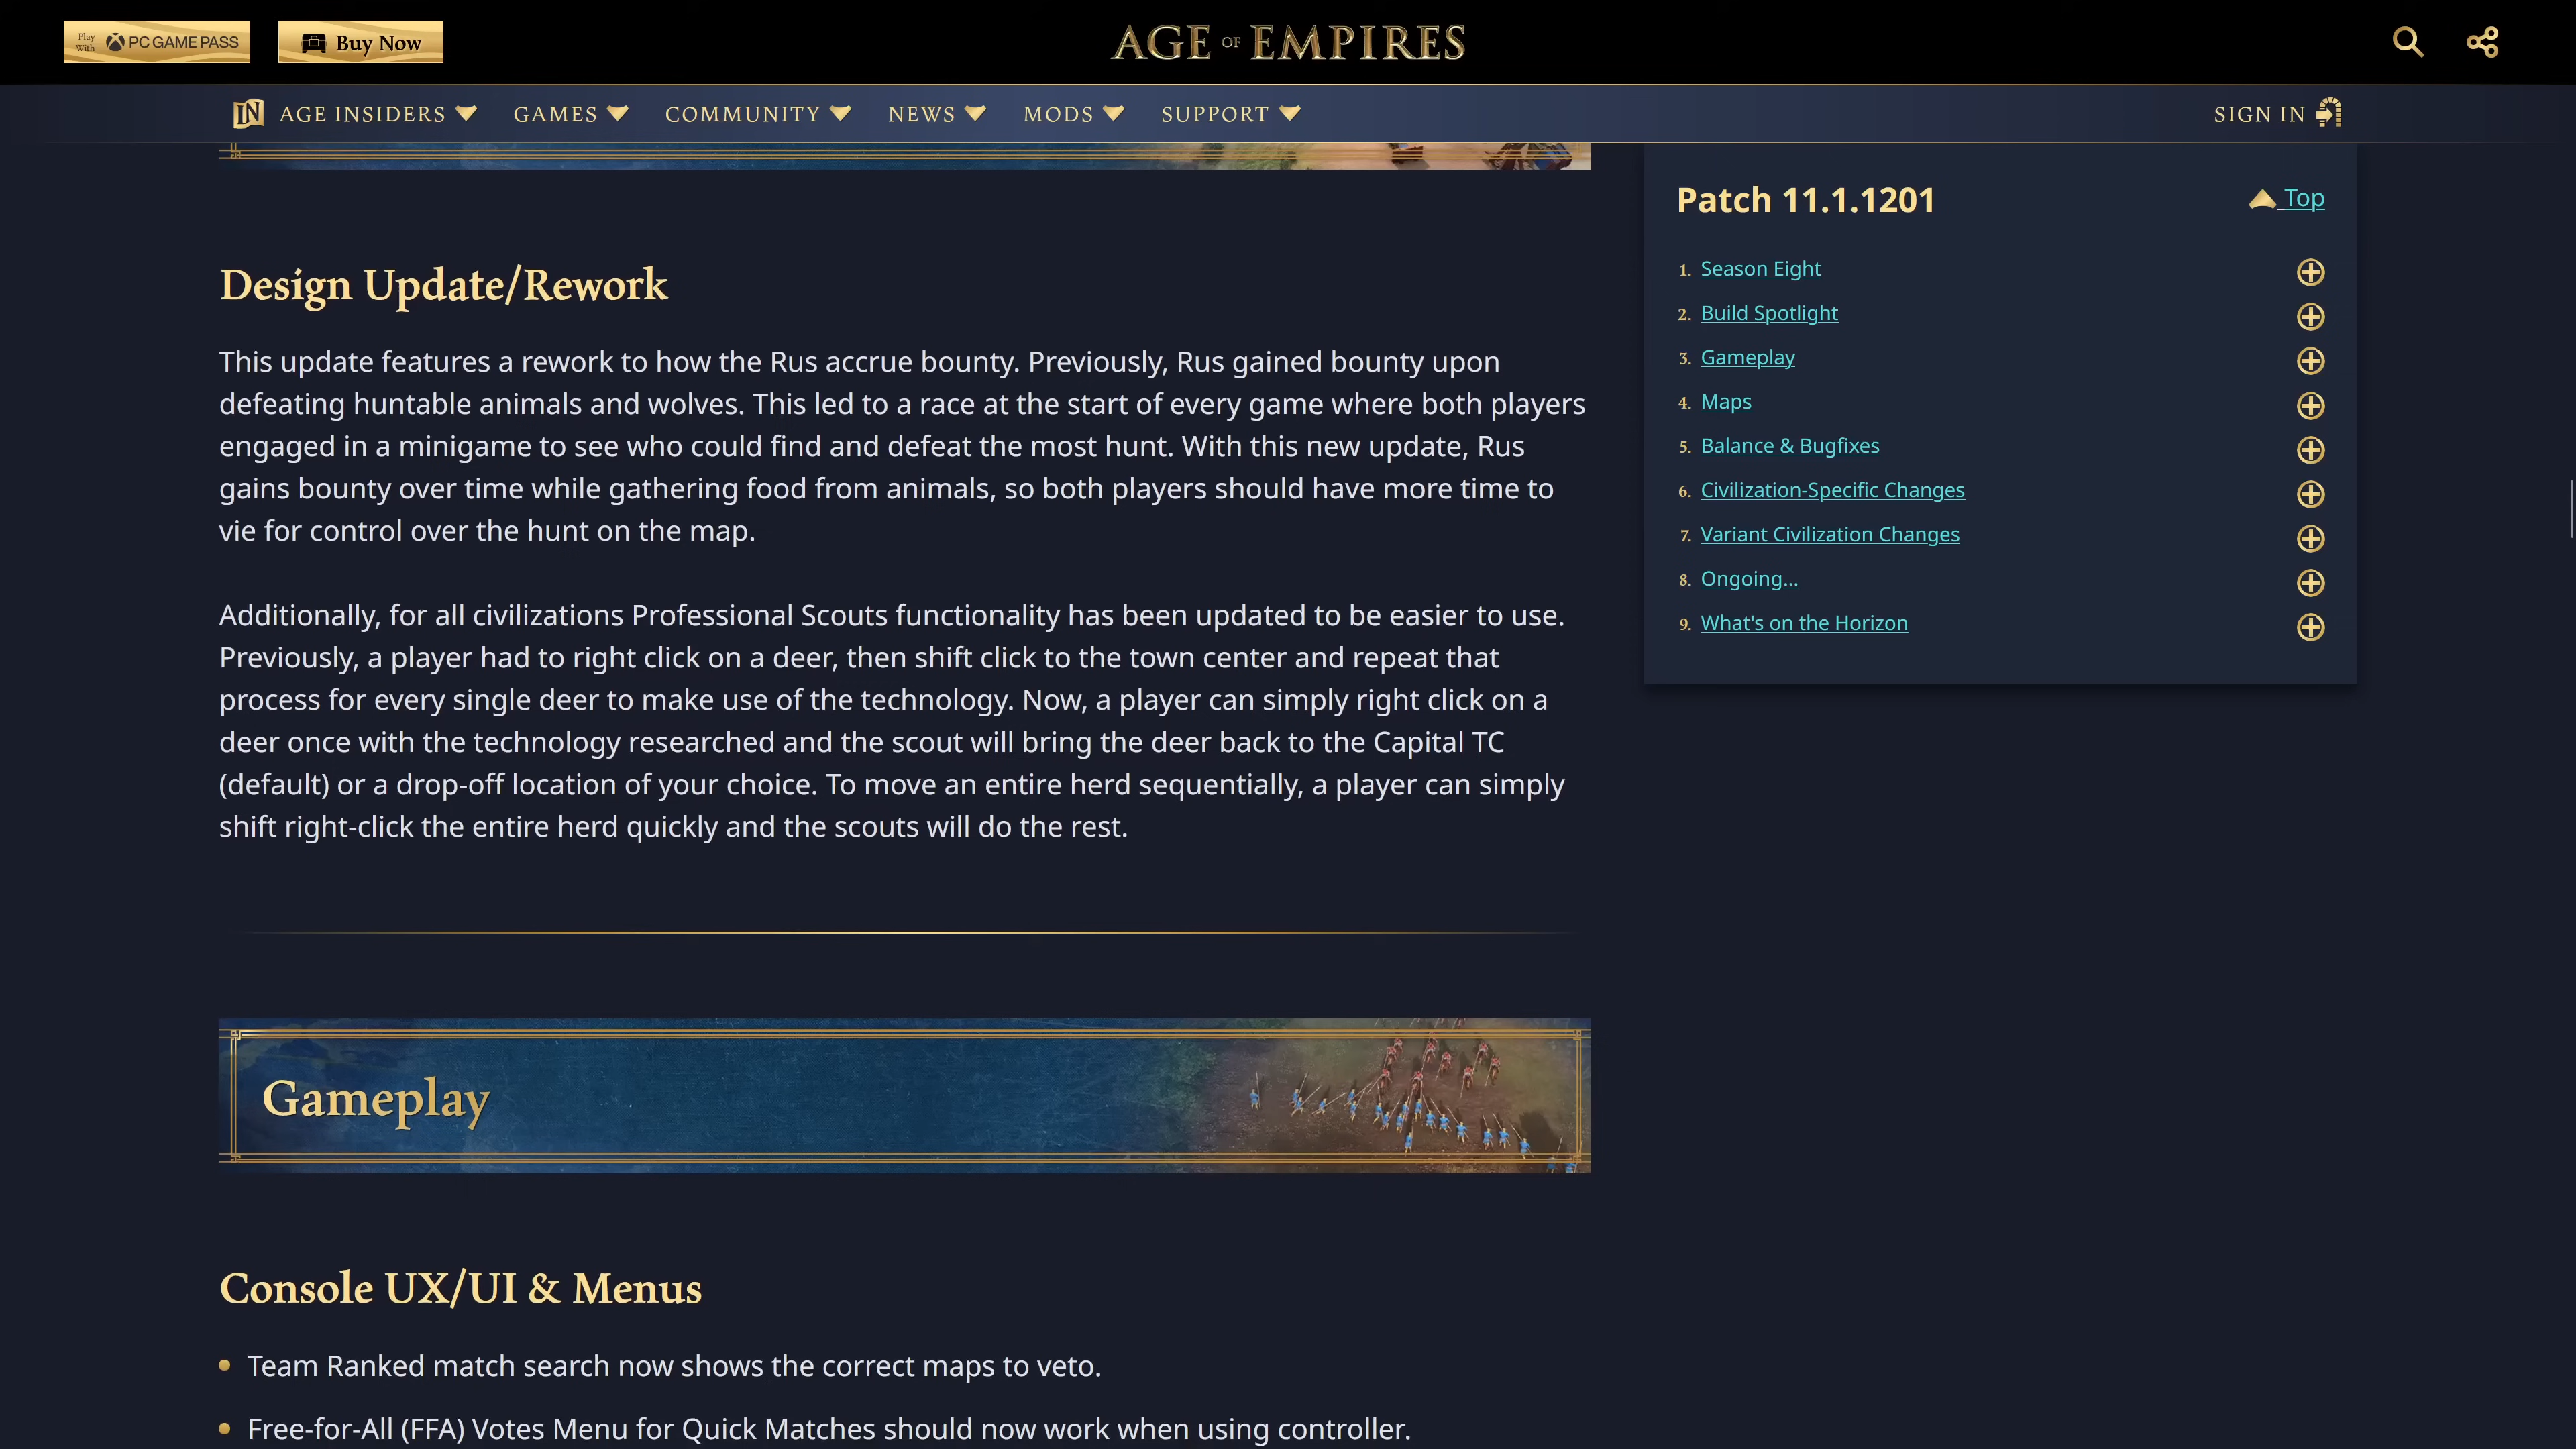 Play With PC GAME PASS
Buy Now
AGE OF EMPIRES
IN AGE INSIDERS
GAMES
COMMUNITY
NEWS
MODS
SUPPORT
SIGN IN
Design Update/Rework
This update features a rework to how the Rus accrue bounty. Previously, Rus gained bounty upon
defeating huntable animals and wolves. This led to a race at the start of every game where both players
engaged in a minigame to see who could find and defeat the most hunt. With this new update, Rus
gains bounty over time while gathering food from animals, so both players should have more time to
vie for control over the hunt on the map.
Additionally, for all civilizations Professional Scouts functionality has been updated to be easier to use.
Previously, a player had to right click on a deer, then shift click to the town center and repeat that
process for every single deer to make use of the technology. Now, a player can simply right click on a
deer once with the technology researched and the scout will bring the deer back to the Capital TC
(default) or a drop-off location of your choice. To move an entire herd sequentially, a player can simply
shift right-click the entire herd quickly and the scouts will do the rest.
Gameplay
Console UX/UI & Menus
Team Ranked match search now shows the correct maps to veto.
Free-for-All (FFA) Votes Menu for Quick Matches should now work when using controller.
Patch 11.1.1201
Top
1. Season Eight
2. Build Spotlight
3. Gameplay
4. Maps
5. Balance & Bugfixes
6. Civilization-Specific Changes
7. Variant Civilization Changes
8. Ongoing...
9. What's on the Horizon